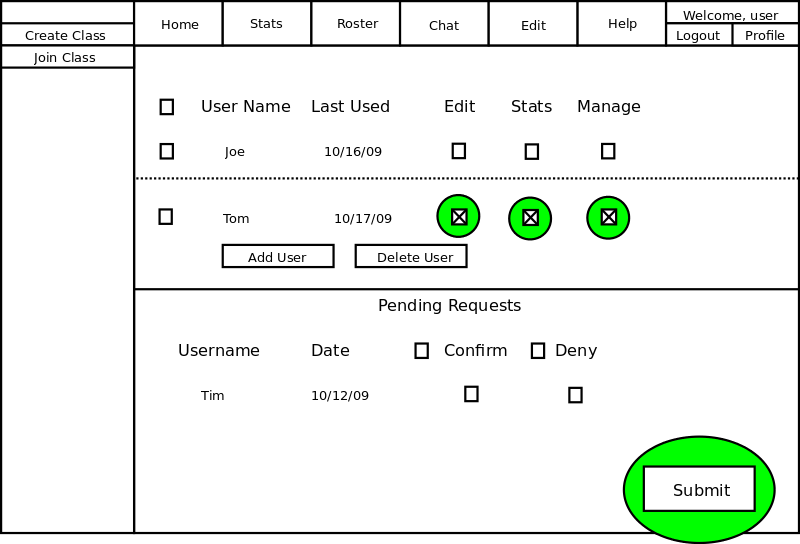 Home Stats Roster Chat Edit Help Welcome, user
Create Class Logout Profile
Join Class
User Name Last Used Edit Stats Manage
Joe 10/16/09
Tom 10/17/09
Add User Delete User
Pending Requests
Username Date Confirm Deny
Tim 10/12/09
Submit